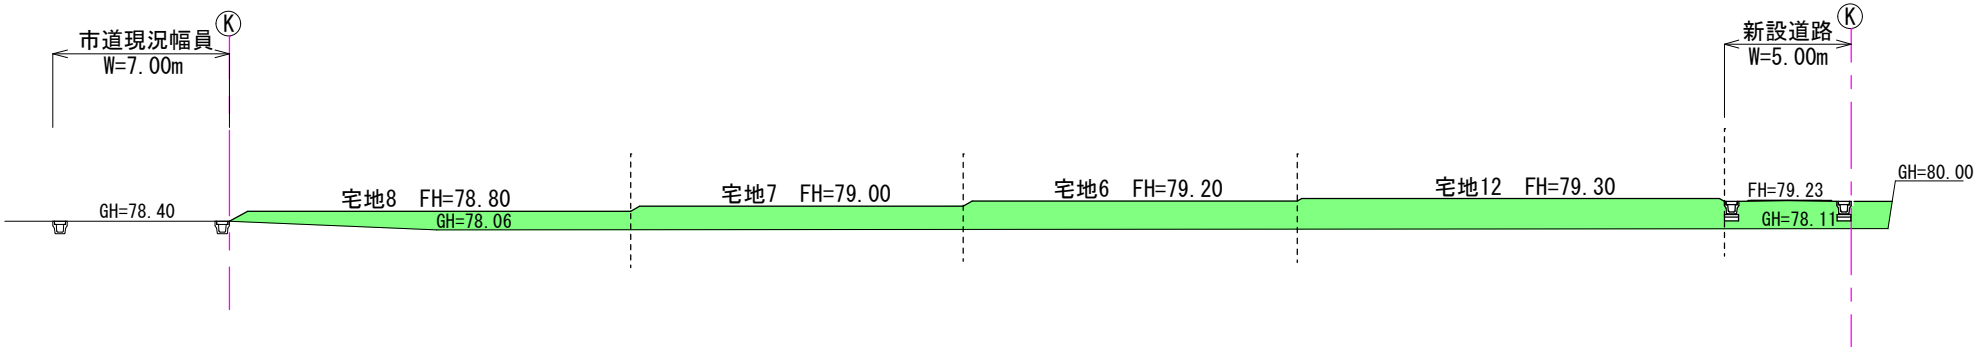 Ⓚ
市道現況幅員
W=7.00m
Ⓚ
新設道路
W=5.00m
GH=78.40
宅地8 FH=78.80
GH=78.06
宅地7 FH=79.00
宅地6 FH=79.20
宅地12 FH=79.30
FH=79.23
GH=78.11
GH=80.00